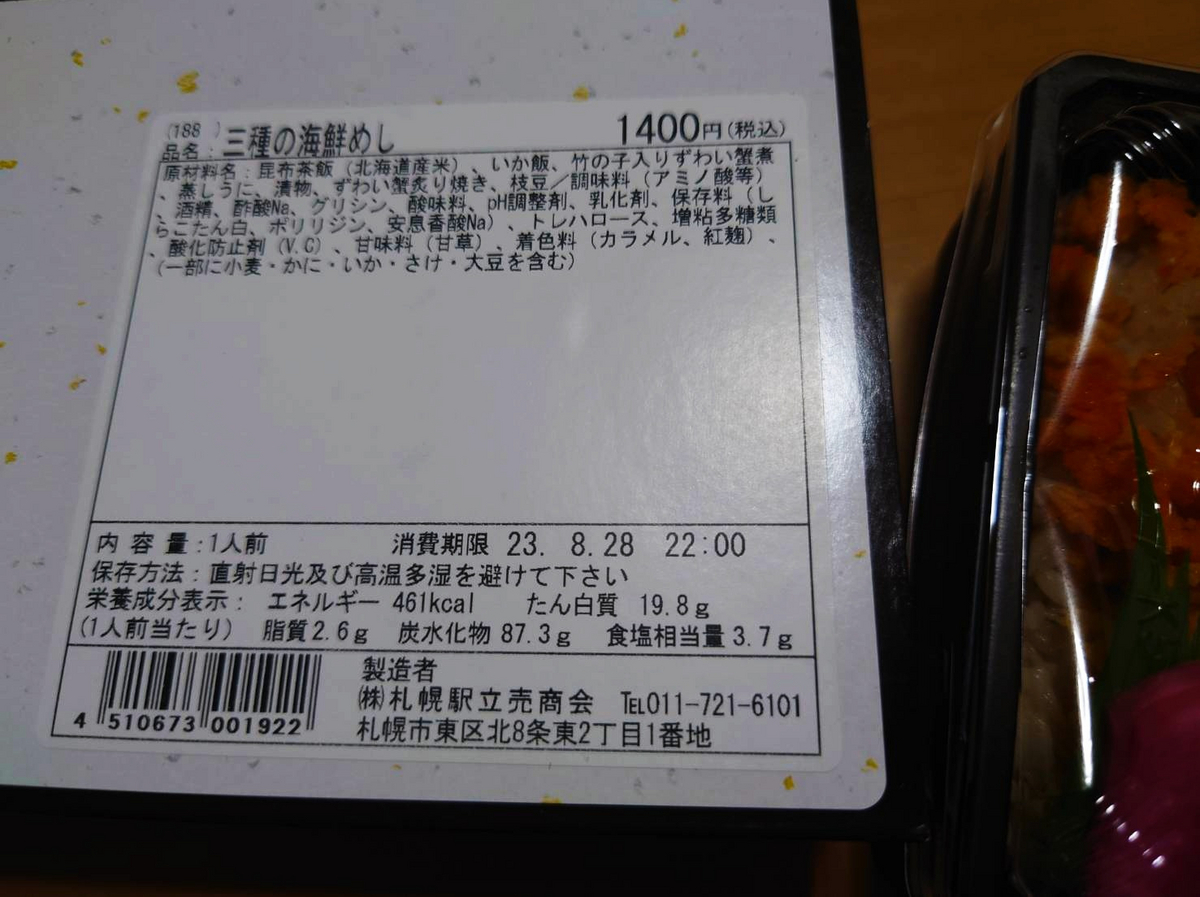 (188 ) 三種の海鮮めし 1400円(税込)
品名:
原材料名:昆布茶飯(北海道産米)、いか飯、竹の子入りずわい蟹煮
、蒸しうに、漬物、ずわい蟹炙り焼き、枝豆/調味料(アミノ酸等)
、酒精、酢酸Na、グリシン、酸味料、pH調整剤、乳化剤、保存料(し
らこたん白、ポリリジン、安息香酸Na)、トレハロース、増粘多糖類
、酸化防止剤(V.C)、甘味料(甘草)、着色料(カラメル、紅麹)、
(一部に小麦・かに・いか・さけ・大豆を含む)
内 容 量:1人前 消費期限 23. 8.28 22:00
保存方法:直射日光及び高温多湿を避けて下さい
栄養成分表示: エネルギー 461kcal たん白質 19.8g
(1人前当たり) 脂質2.6g 炭水化物 87.3g 食塩相当量3.7g
製造者
㈱札幌駅立売商会 ℡011-721-6101
札幌市東区北8条東2丁目1番地
4 510673 001922